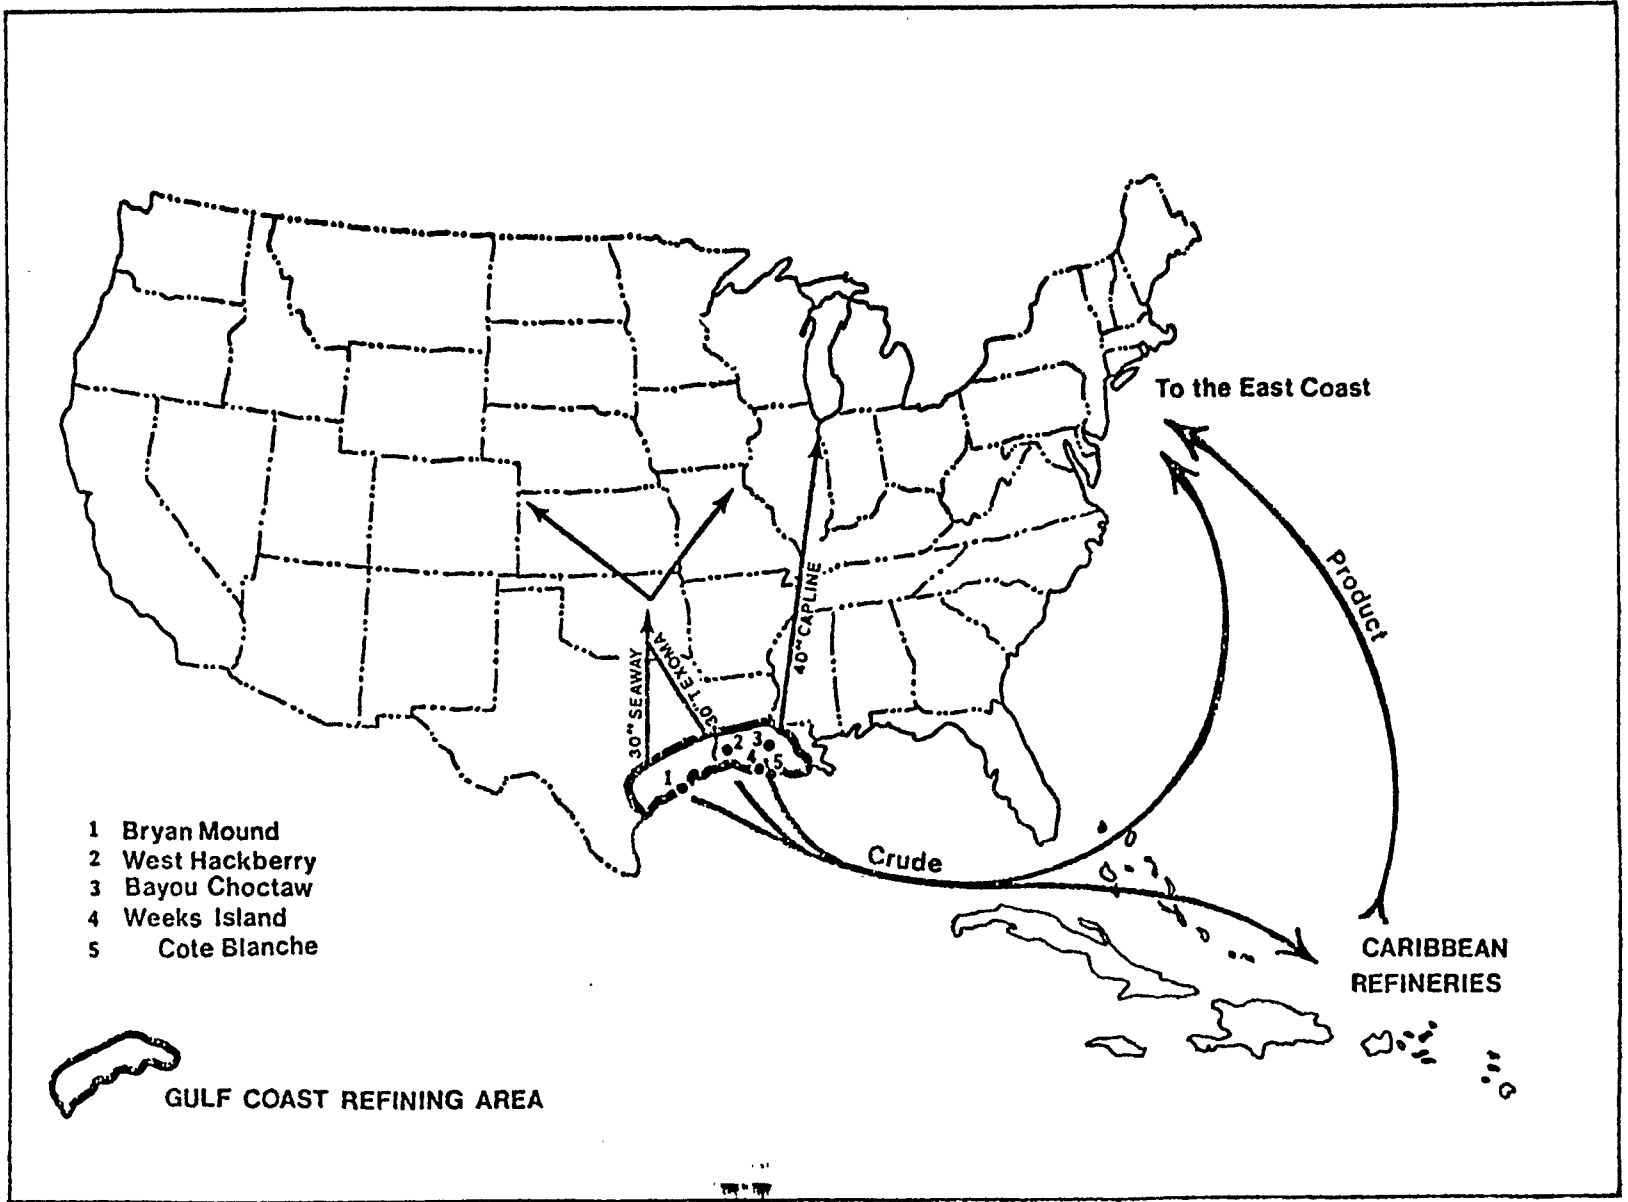 To the East Coast
Product
40" CAPLINE
30" TEXOMA
30" SEAWAY
2
3
4
5
1
Crude
1 Bryan Mound
2 West Hackberry
3 Bayou Choctaw
4 Weeks Island
5 Cote Blanche
CARIBBEAN
REFINERIES
GULF COAST REFINING AREA